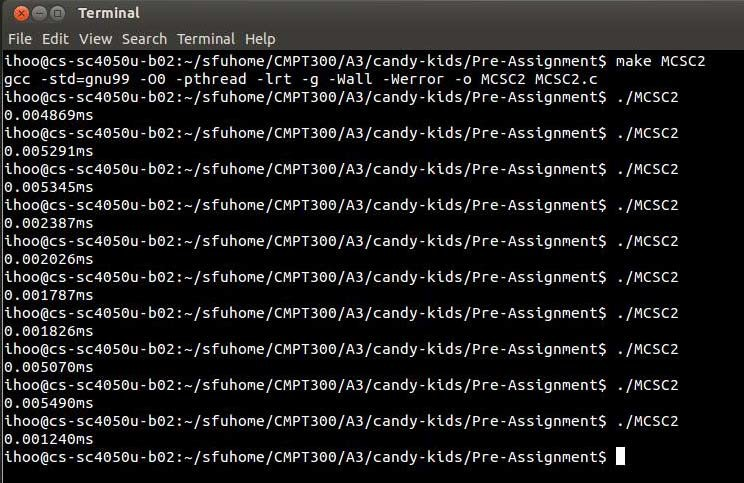 Terminal
File Edit View Search Terminal Help
ihoo@cs-sc4050u-b02:~/sfuhome/CMPT300/A3/candy-kids/Pre-Assignment$ make MCSC2
gcc -std=gnu99 -O0 -pthread -lrt -g -Wall -Werror -o MCSC2 MCSC2.c
ihoo@cs-sc4050u-b02:~/sfuhome/CMPT300/A3/candy-kids/Pre-Assignment$ ./MCSC2
0.004869ms
ihoo@cs-sc4050u-b02:~/sfuhome/CMPT300/A3/candy-kids/Pre-Assignment$ ./MCSC2
0.005291ms
ihoo@cs-sc4050u-b02:~/sfuhome/CMPT300/A3/candy-kids/Pre-Assignment$ ./MCSC2
0.005345ms
ihoo@cs-sc4050u-b02:~/sfuhome/CMPT300/A3/candy-kids/Pre-Assignment$ ./MCSC2
0.002387ms
ihoo@cs-sc4050u-b02:~/sfuhome/CMPT300/A3/candy-kids/Pre-Assignment$ ./MCSC2
0.002026ms
ihoo@cs-sc4050u-b02:~/sfuhome/CMPT300/A3/candy-kids/Pre-Assignment$ ./MCSC2
0.001787ms
ihoo@cs-sc4050u-b02:~/sfuhome/CMPT300/A3/candy-kids/Pre-Assignment$ ./MCSC2
0.001826ms
ihoo@cs-sc4050u-b02:~/sfuhome/CMPT300/A3/candy-kids/Pre-Assignment$ ./MCSC2
0.005070ms
ihoo@cs-sc4050u-b02:~/sfuhome/CMPT300/A3/candy-kids/Pre-Assignment$ ./MCSC2
0.005490ms
ihoo@cs-sc4050u-b02:~/sfuhome/CMPT300/A3/candy-kids/Pre-Assignment$ ./MCSC2
0.001240ms
ihoo@cs-sc4050u-b02:~/sfuhome/CMPT300/A3/candy-kids/Pre-Assignment$